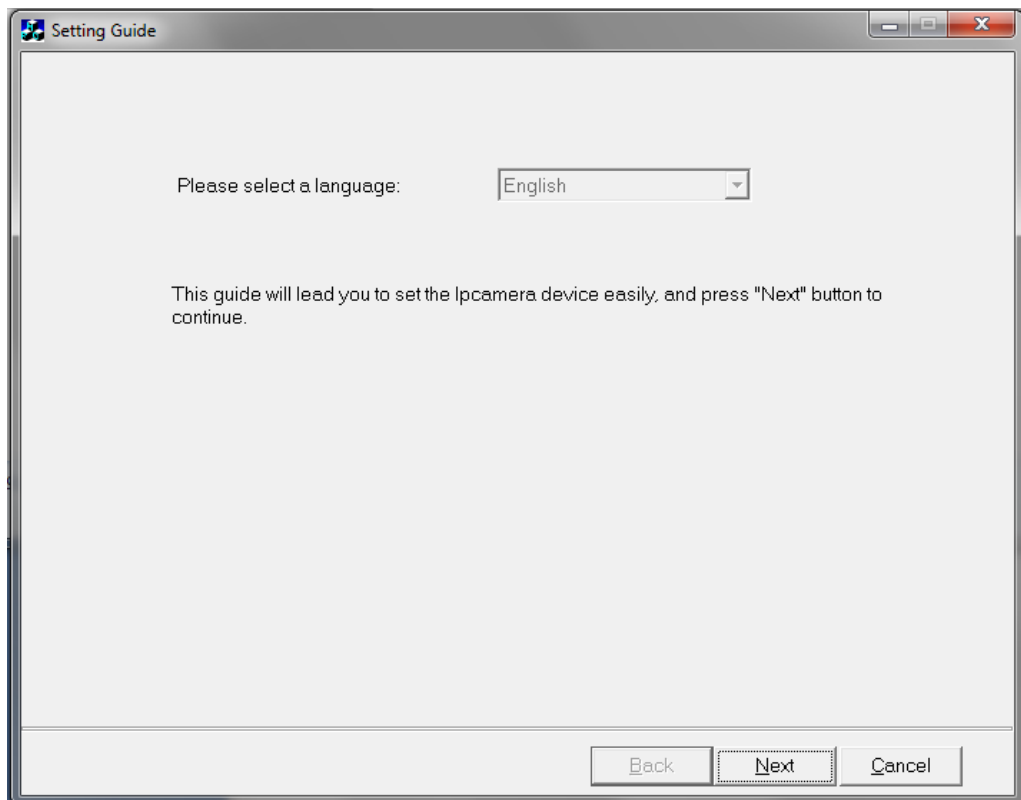 Setting Guide
Please select a language: English
This guide will lead you to set the Ipcamera device easily, and press "Next" button to
continue.
Back Next Cancel